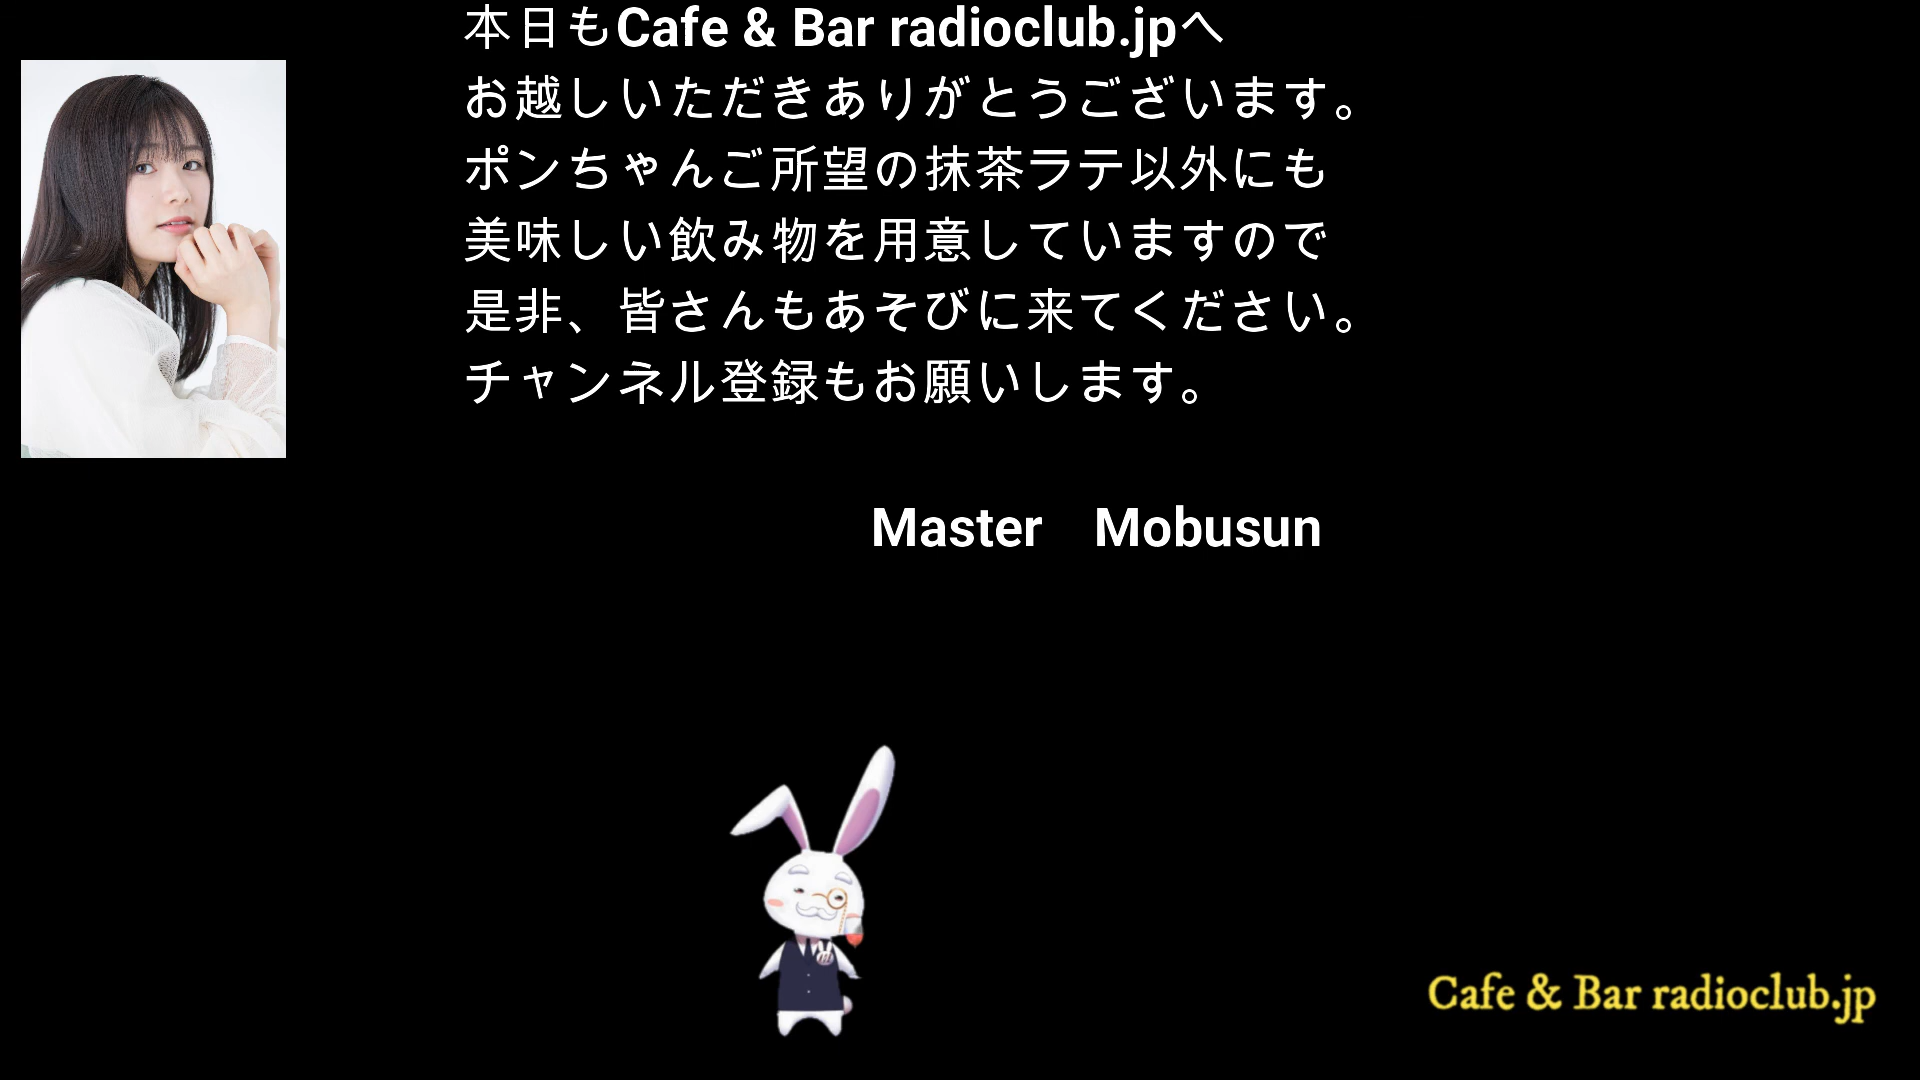 本日もCafe & Bar radioclub.jpへ
お越しいただきありがとうございます。
ポンちゃんご所望の抹茶ラテ以外にも
美味しい飲み物を用意していますので
是非、皆さんもあそびに来てください。
チャンネル登録もお願いします。
Master　Mobusun
Cafe & Bar radioclub.jp